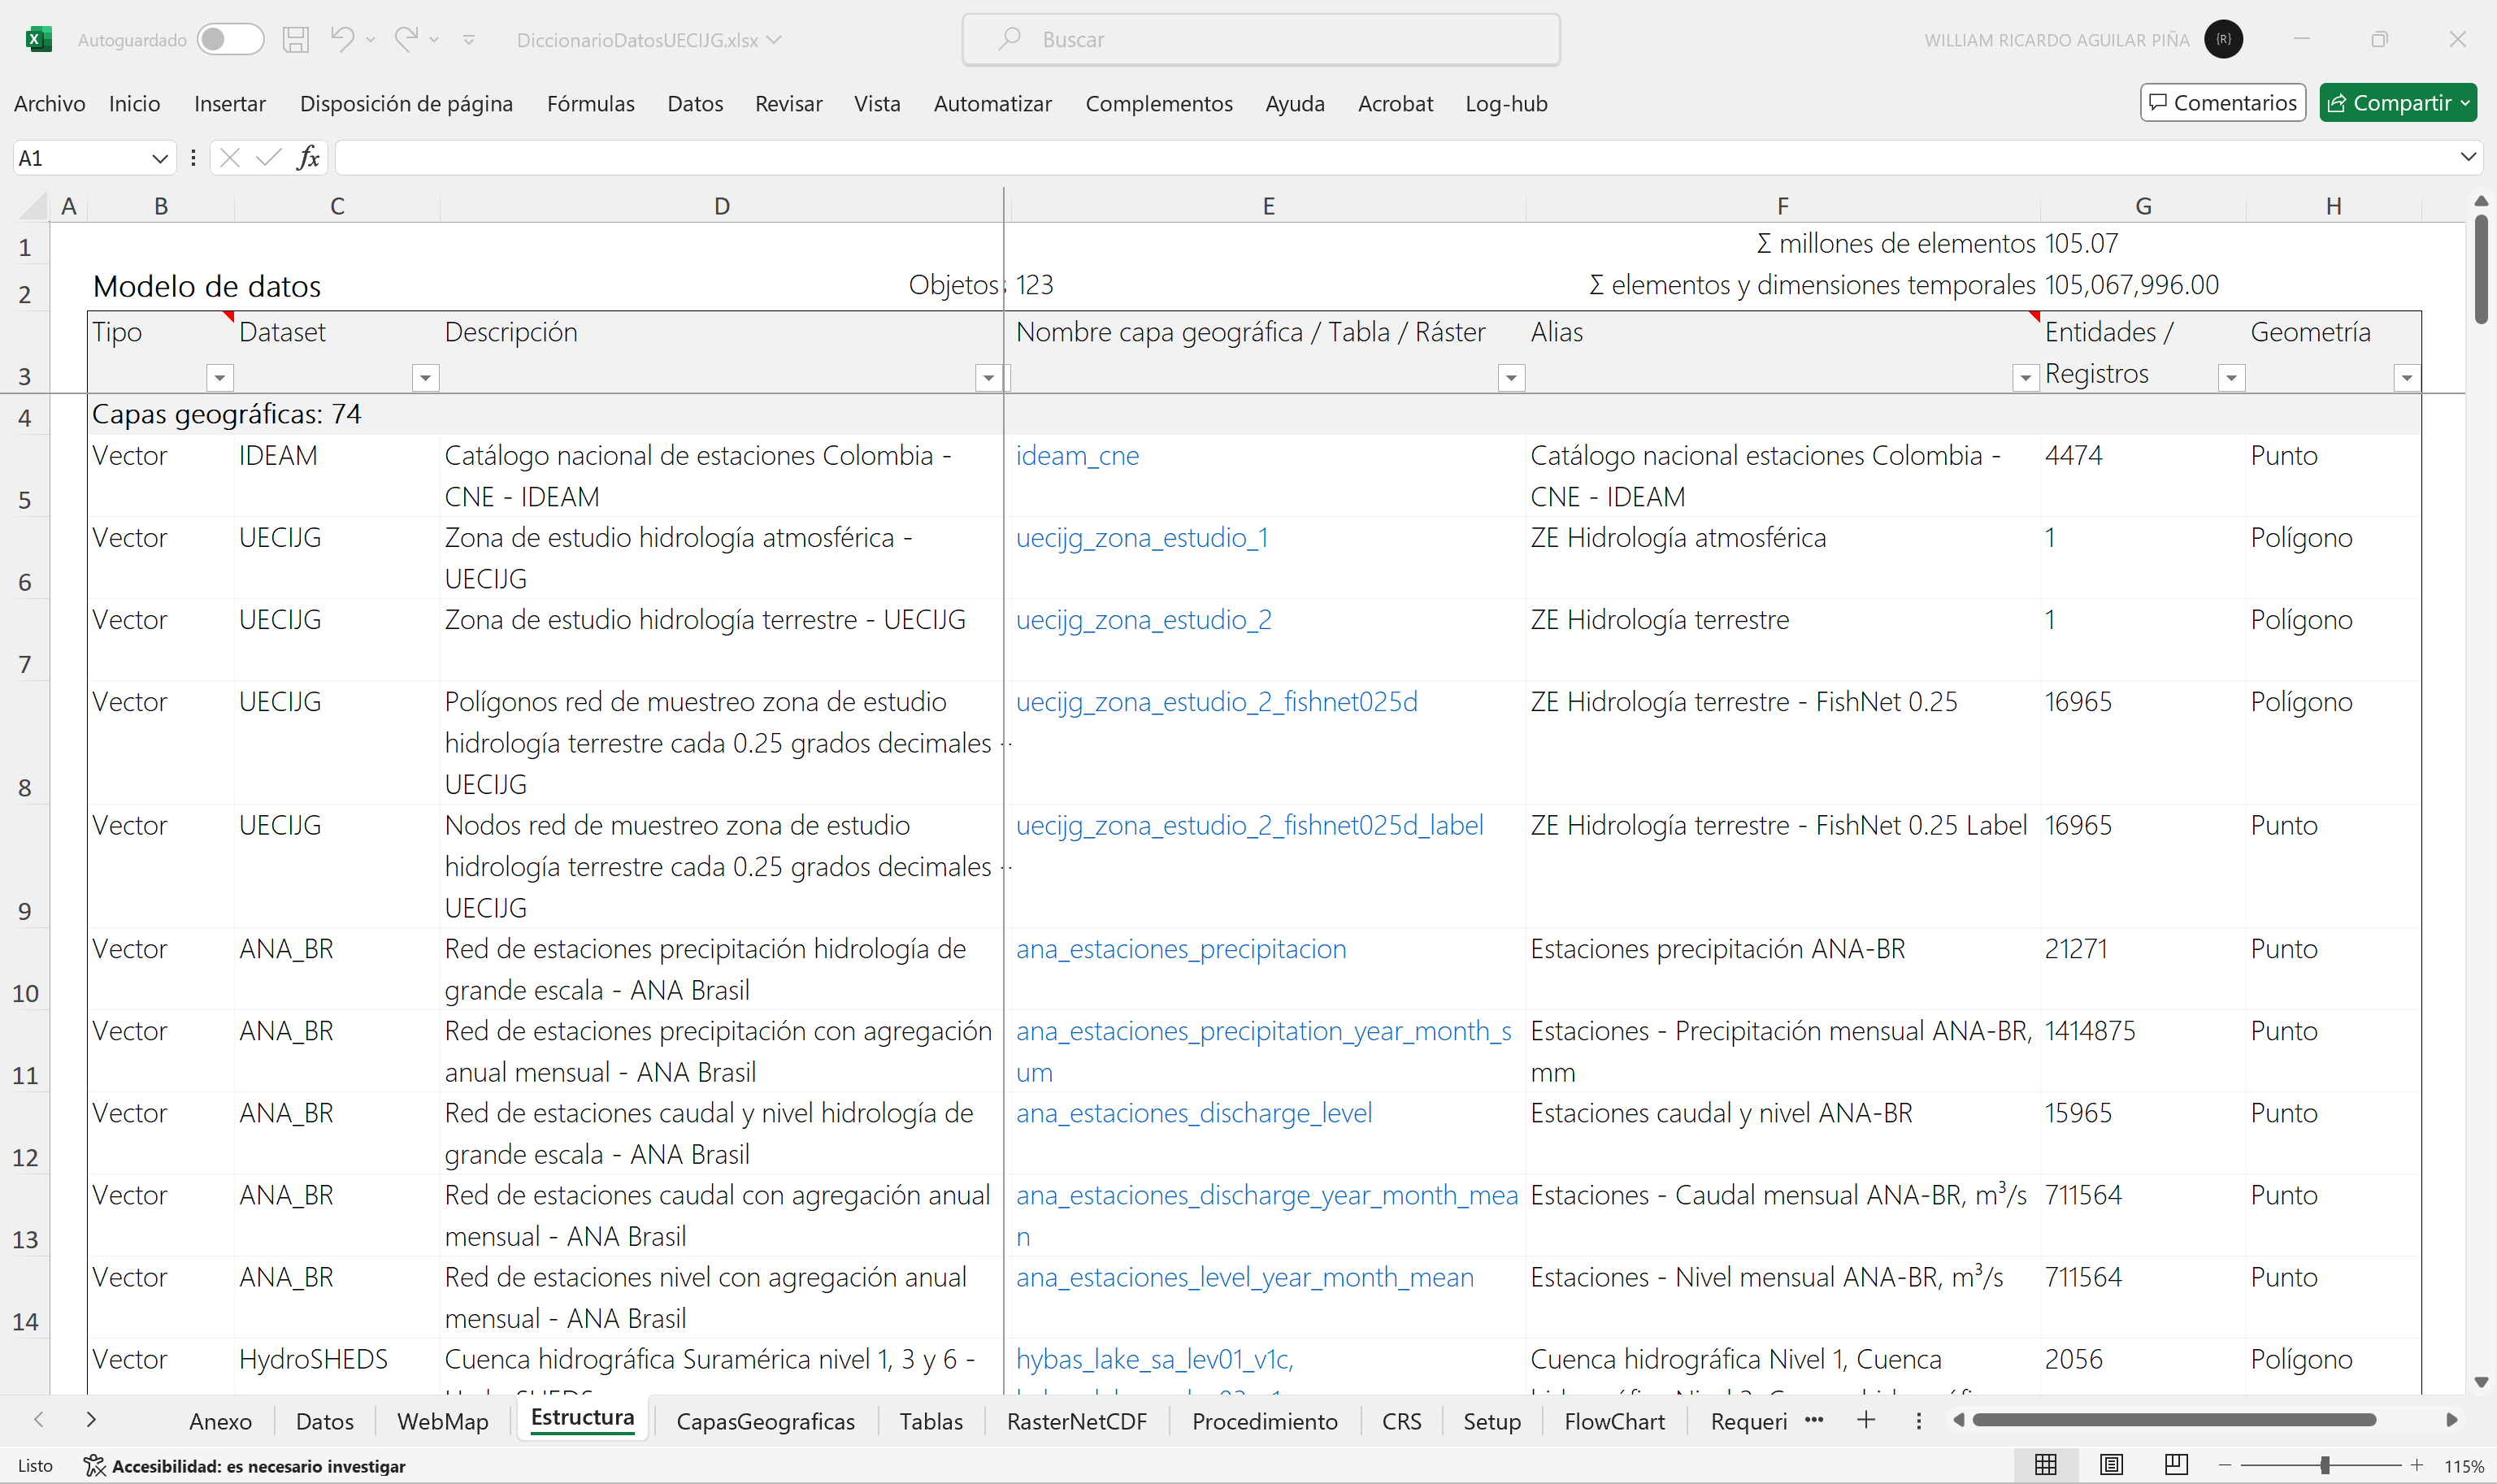 Autoguardado DiccionarioDatosUECIJG.xlsx Buscar WILLIAM RICARDO AGUILAR PIÑA {R}
Archivo Inicio Insertar Disposición de página Fórmulas Datos Revisar Vista Automatizar Complementos Ayuda Acrobat Log-hub Comentarios Compartir
A1 fx
A B C D E F G H
1 Σ millones de elementos 105.07
2 Modelo de datos Objetos: 123 Σ elementos y dimensiones temporales 105,067,996.00
Tipo Dataset Descripción Nombre capa geográfica / Tabla / Ráster Alias Entidades / Geometría
3 Registros
4 Capas geográficas: 74
Vector IDEAM Catálogo nacional de estaciones Colombia - ideam_cne Catálogo nacional estaciones Colombia - 4474 Punto
5 CNE - IDEAM CNE - IDEAM
Vector UECIJG Zona de estudio hidrología atmosférica - uecijg_zona_estudio_1 ZE Hidrología atmosférica 1 Polígono
6 UECIJG
Vector UECIJG Zona de estudio hidrología terrestre - UECIJG uecijg_zona_estudio_2 ZE Hidrología terrestre 1 Polígono
7
Vector UECIJG Polígonos red de muestreo zona de estudio uecijg_zona_estudio_2_fishnet025d ZE Hidrología terrestre - FishNet 0.25 16965 Polígono
hidrología terrestre cada 0.25 grados decimales -
8 UECIJG
Vector UECIJG Nodos red de muestreo zona de estudio uecijg_zona_estudio_2_fishnet025d_label ZE Hidrología terrestre - FishNet 0.25 Label 16965 Punto
hidrología terrestre cada 0.25 grados decimales -
9 UECIJG
Vector ANA_BR Red de estaciones precipitación hidrología de ana_estaciones_precipitacion Estaciones precipitación ANA-BR 21271 Punto
10 grande escala - ANA Brasil
Vector ANA_BR Red de estaciones precipitación con agregación ana_estaciones_precipitation_year_month_s Estaciones - Precipitación mensual ANA-BR, 1414875 Punto
11 anual mensual - ANA Brasil um mm
Vector ANA_BR Red de estaciones caudal y nivel hidrología de ana_estaciones_discharge_level Estaciones caudal y nivel ANA-BR 15965 Punto
12 grande escala - ANA Brasil
Vector ANA_BR Red de estaciones caudal con agregación anual ana_estaciones_discharge_year_month_mea Estaciones - Caudal mensual ANA-BR, m³/s 711564 Punto
13 mensual - ANA Brasil n
Vector ANA_BR Red de estaciones nivel con agregación anual ana_estaciones_level_year_month_mean Estaciones - Nivel mensual ANA-BR, m³/s 711564 Punto
14 mensual - ANA Brasil
Vector HydroSHEDS Cuenca hidrográfica Suramérica nivel 1, 3 y 6 - hybas_lake_sa_lev01_v1c, Cuenca hidrográfica Nivel 1, Cuenca 2056 Polígono
Anexo Datos WebMap Estructura CapasGeograficas Tablas RasterNetCDF Procedimiento CRS Setup FlowChart Requeri ...
Listo Accesibilidad: es necesario investigar 115%